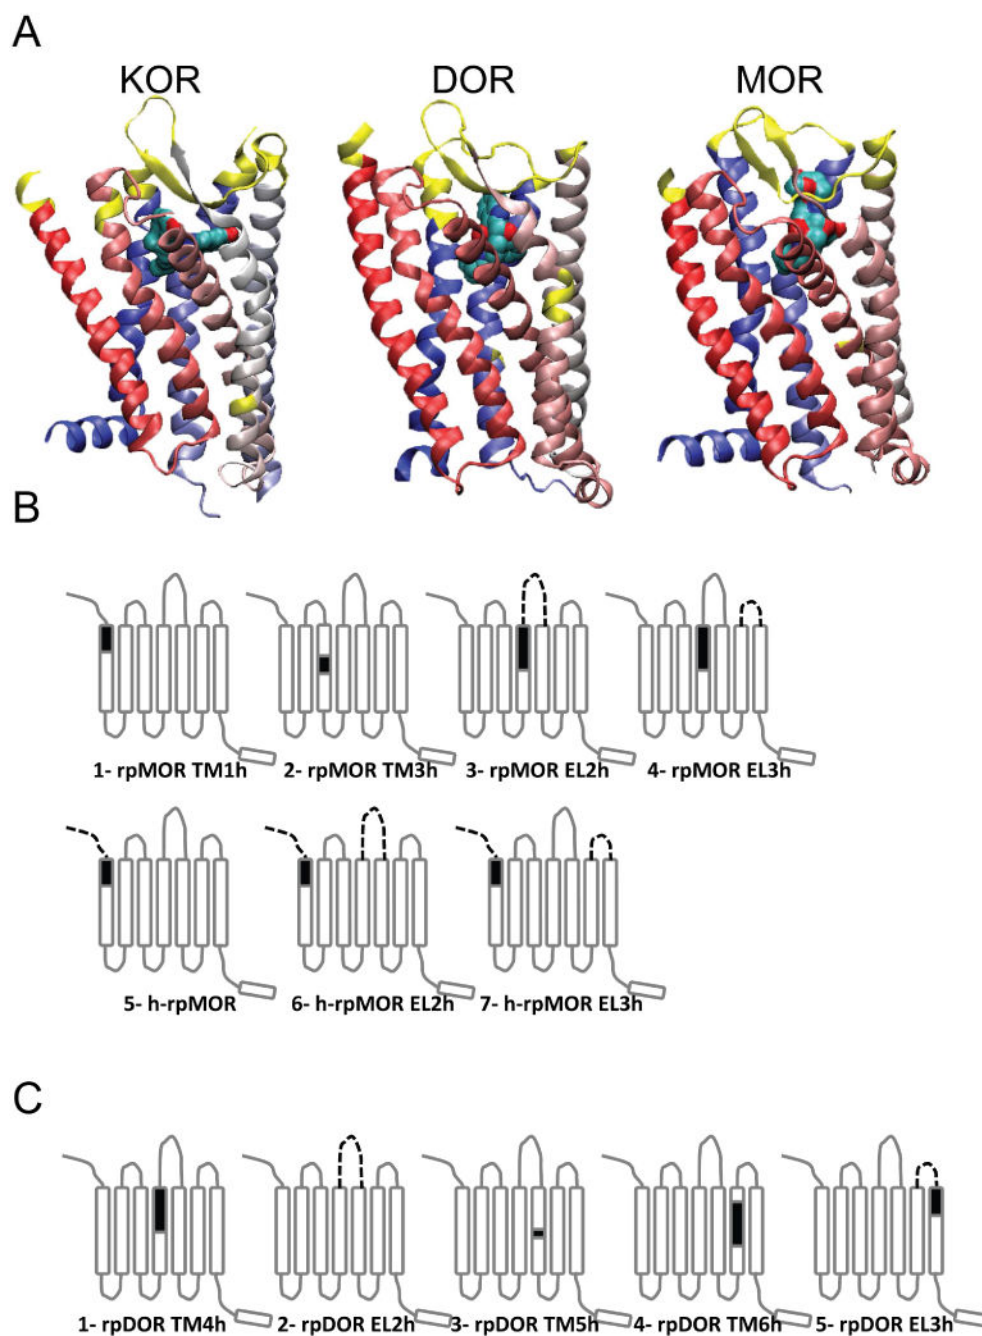 A
KOR DOR MOR
B
1- rpMOR TM1h 2- rpMOR TM3h 3- rpMOR EL2h 4- rpMOR EL3h
5- h-rpMOR 6- h-rpMOR EL2h 7- h-rpMOR EL3h
C
1- rpDOR TM4h 2- rpDOR EL2h 3- rpDOR TM5h 4- rpDOR TM6h 5- rpDOR EL3h